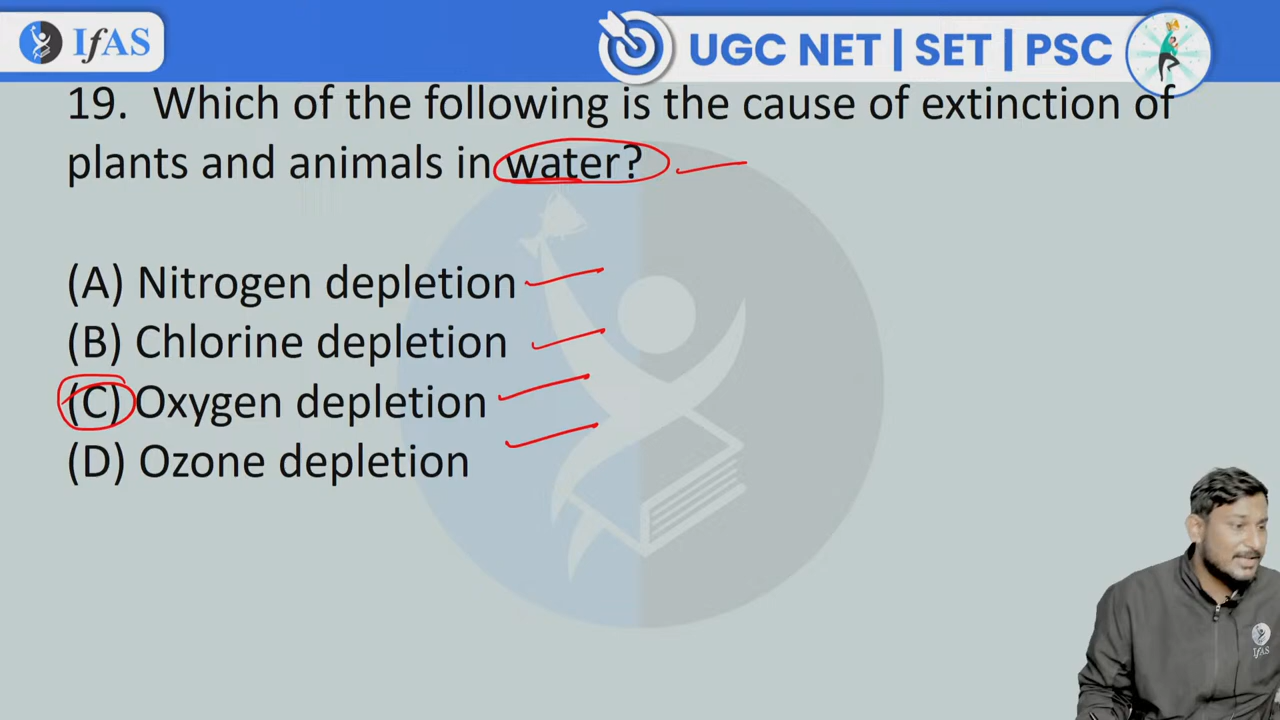 IfAS
UGC NET | SET | PSC
19. Which of the following is the cause of extinction of
plants and animals in water?
(A) Nitrogen depletion
(B) Chlorine depletion
(C) Oxygen depletion
(D) Ozone depletion
IfAS